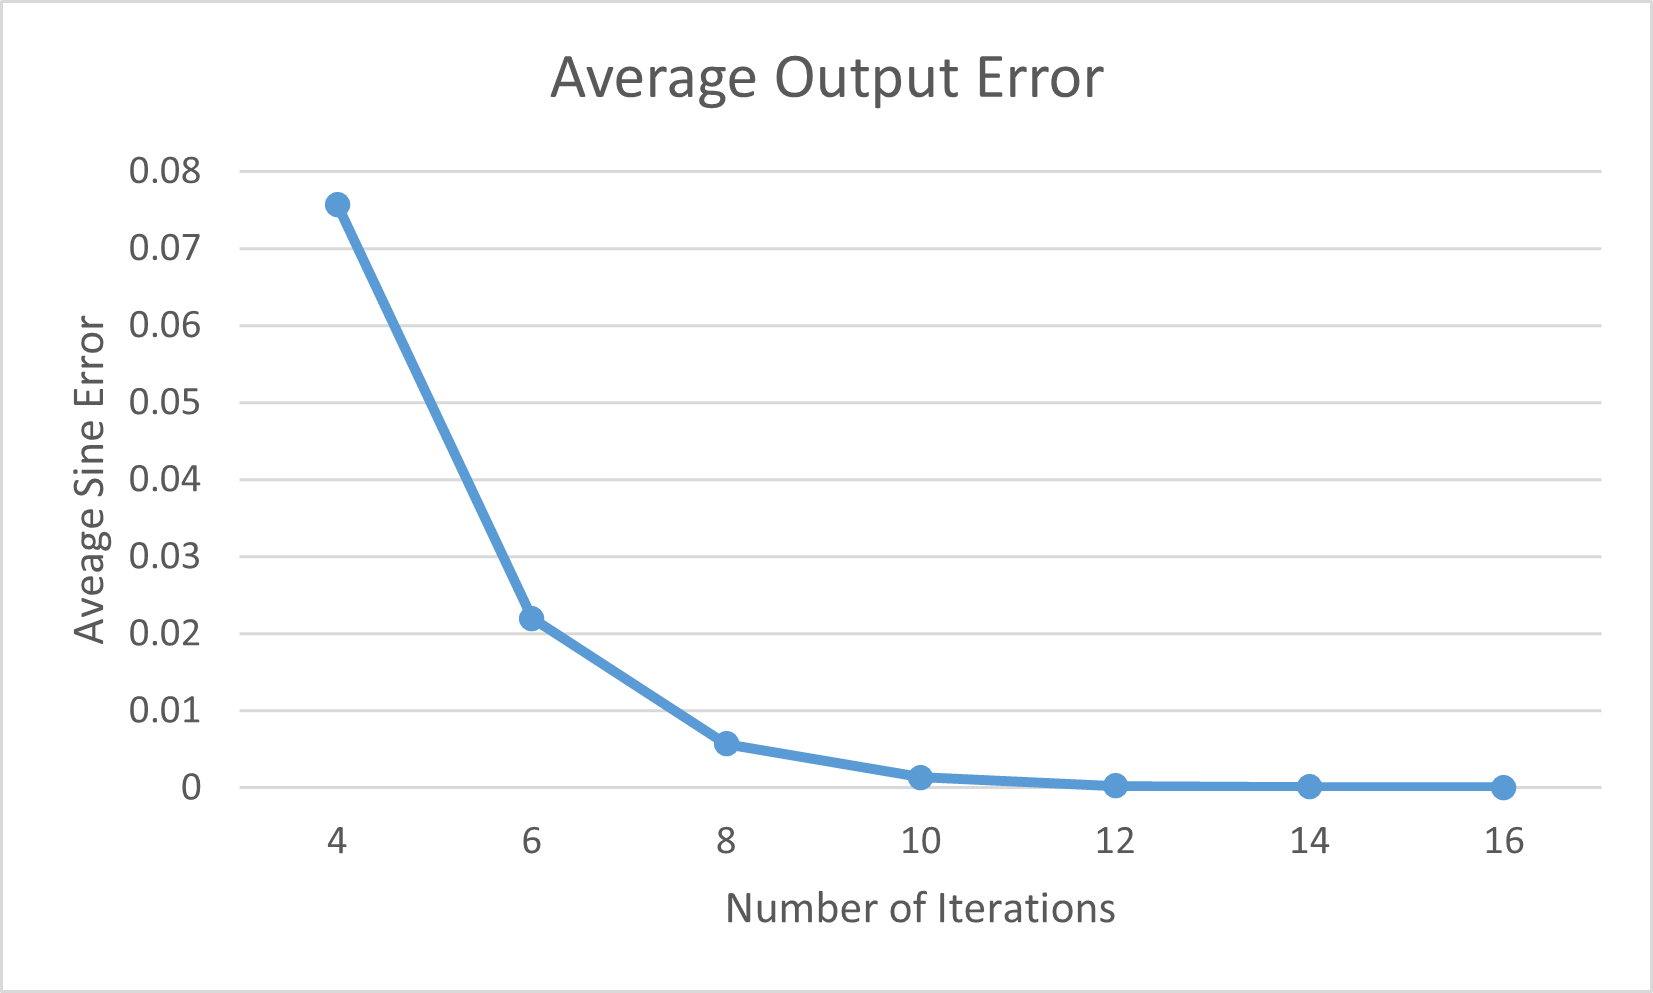 Average Output Error
Aveage Sine Error
0.08
0.07
0.06
0.05
0.04
0.03
0.02
0.01
0
4 6 8 10 12 14 16
Number of Iterations